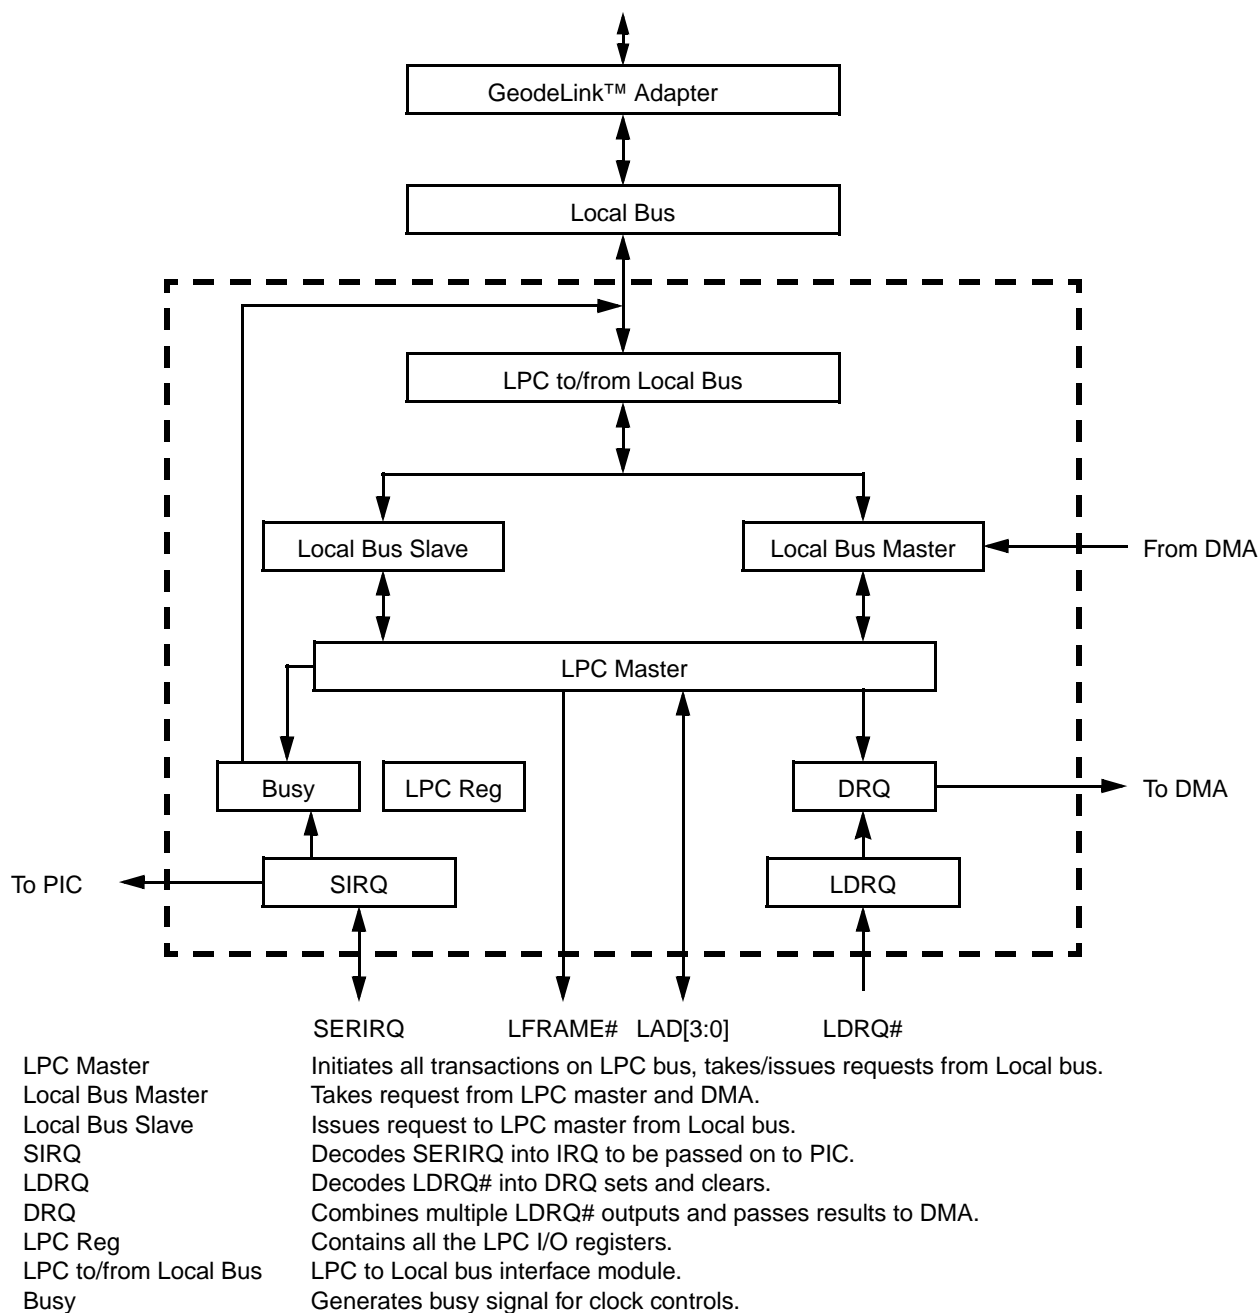 GeodeLink™ Adapter
Local Bus
LPC to/from Local Bus
Local Bus Slave
Local Bus Master
From DMA
LPC Master
Busy
LPC Reg
DRQ
To DMA
To PIC
SIRQ
LDRQ
SERIRQ
LFRAME#
LAD[3:0]
LDRQ#
LPC Master Initiates all transactions on LPC bus, takes/issues requests from Local bus.
Local Bus Master Takes request from LPC master and DMA.
Local Bus Slave Issues request to LPC master from Local bus.
SIRQ Decodes SERIRQ into IRQ to be passed on to PIC.
LDRQ Decodes LDRQ# into DRQ sets and clears.
DRQ Combines multiple LDRQ# outputs and passes results to DMA.
LPC Reg Contains all the LPC I/O registers.
LPC to/from Local Bus LPC to Local bus interface module.
Busy Generates busy signal for clock controls.